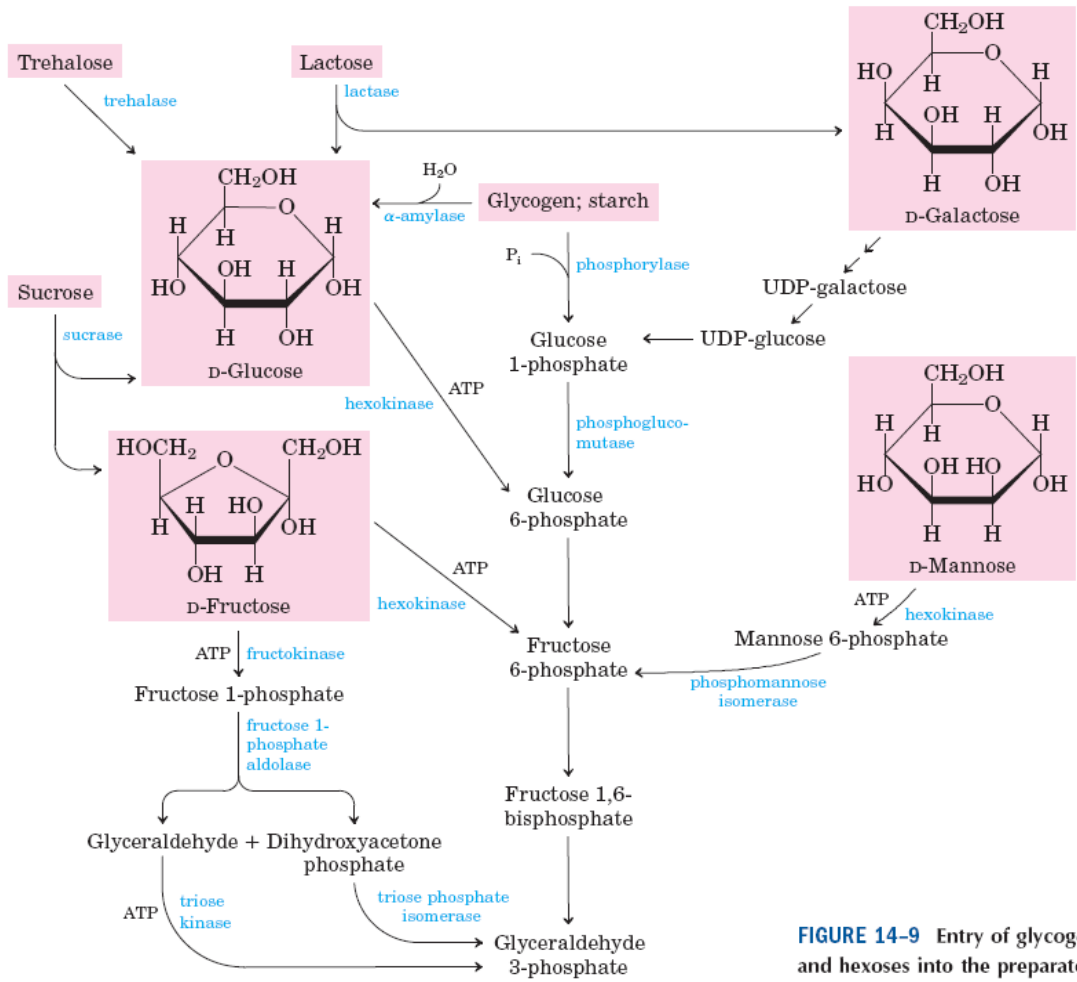 Trehalose
trehalase
Lactose
lactase
CH₂OH
O
HO
H
H
OH
H
H
OH
H
OH
D-Galactose
CH₂OH
O
H
H
H
OH
H
HO
OH
H
OH
D-Glucose
H₂O
α-amylase
Glycogen; starch
Pᵢ
phosphorylase
UDP-galactose
UDP-glucose
Glucose
1-phosphate
Sucrose
sucrase
hexokinase
ATP
phosphogluco-
mutase
Glucose
6-phosphate
CH₂OH
O
H
H
H
OH
HO
HO
OH
H
H
D-Mannose
HOCH₂
O
CH₂OH
H
HO
H
OH
OH
H
D-Fructose
ATP
hexokinase
ATP
hexokinase
Mannose 6-phosphate
phosphomannose
isomerase
Fructose
6-phosphate
ATP
fructokinase
Fructose 1-phosphate
fructose 1-
phosphate
aldolase
Fructose 1,6-
bisphosphate
Glyceraldehyde + Dihydroxyacetone
phosphate
ATP
triose
kinase
triose phosphate
isomerase
Glyceraldehyde
3-phosphate
FIGURE 14–9 Entry of glycoge
and hexoses into the preparat